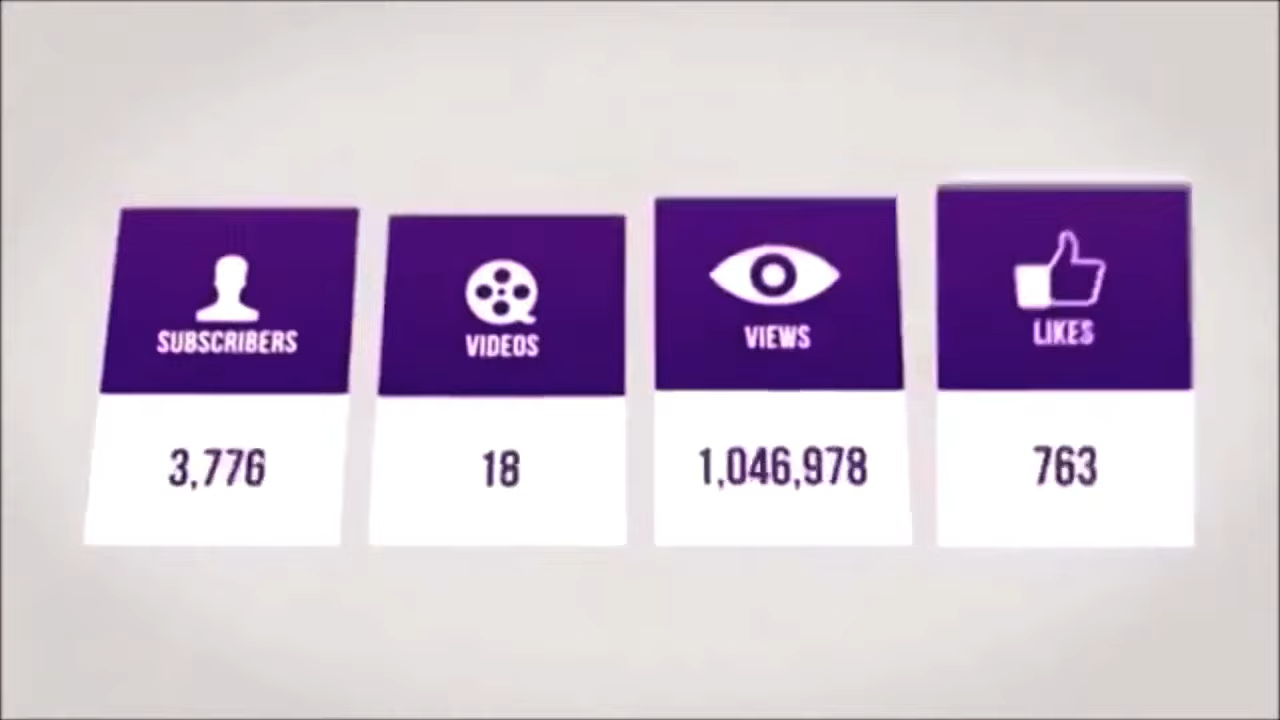 SUBSCRIBERS
3,776
VIDEOS
18
VIEWS
1,046,978
LIKES
763